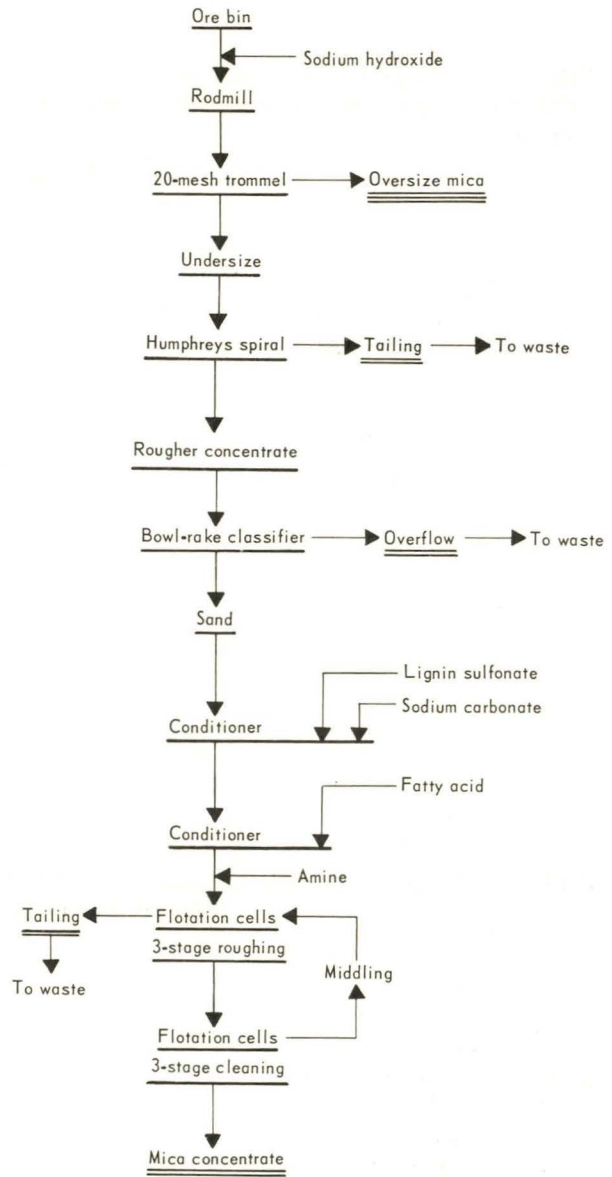 Ore bin
Sodium hydroxide
Rodmill
20-mesh trommel
Oversize mica
Undersize
Humphreys spiral
Tailing
To waste
Rougher concentrate
Bowl-rake classifier
Overflow
To waste
Sand
Lignin sulfonate
Sodium carbonate
Conditioner
Fatty acid
Conditioner
Amine
Tailing
Flotation cells
3-stage roughing
Middling
To waste
Flotation cells
3-stage cleaning
Mica concentrate